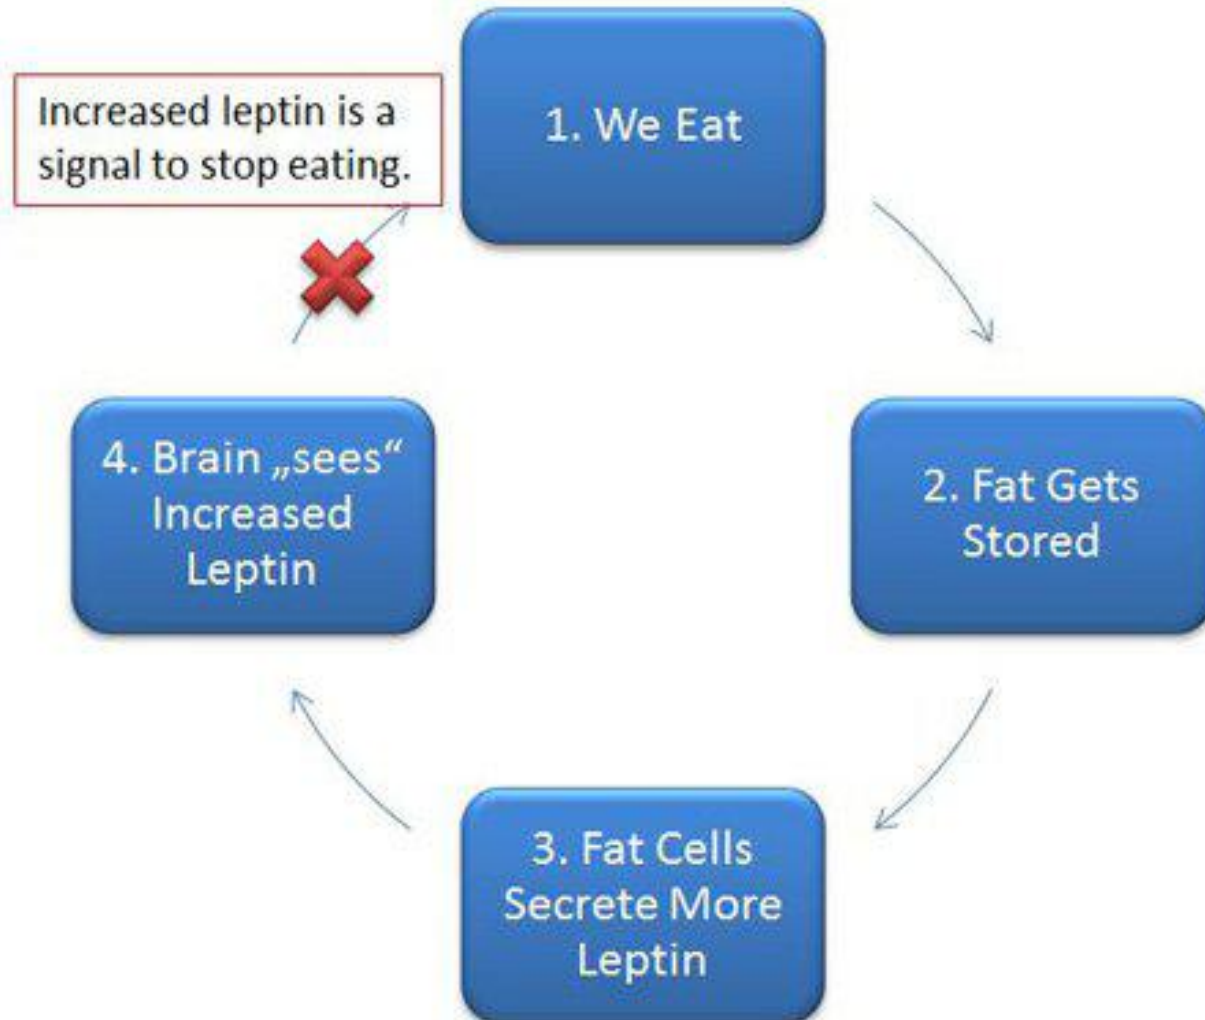 Increased leptin is a
signal to stop eating.
1. We Eat
2. Fat Gets
Stored
3. Fat Cells
Secrete More
Leptin
4. Brain „sees“
Increased
Leptin